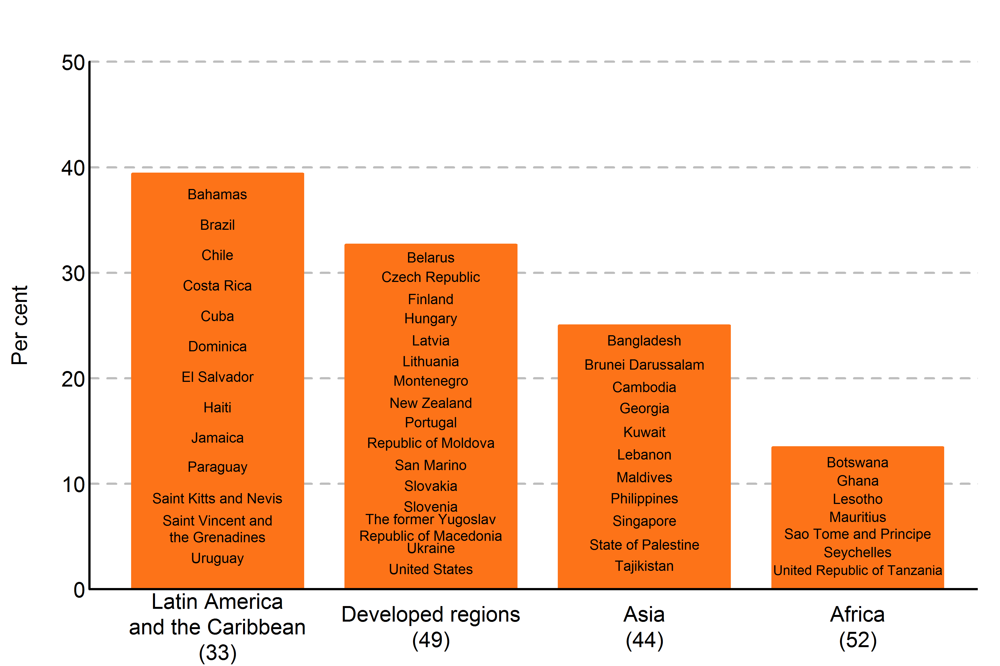 Per cent
50
40
30
20
10
0
Bahamas
Brazil
Chile
Costa Rica
Cuba
Dominica
El Salvador
Haiti
Jamaica
Paraguay
Saint Kitts and Nevis
Saint Vincent and
the Grenadines
Uruguay
Latin America
and the Caribbean
(33)
Belarus
Czech Republic
Finland
Hungary
Latvia
Lithuania
Montenegro
New Zealand
Portugal
Republic of Moldova
San Marino
Slovakia
Slovenia
The former Yugoslav
Republic of Macedonia
Ukraine
United States
Developed regions
(49)
Bangladesh
Brunei Darussalam
Cambodia
Georgia
Kuwait
Lebanon
Maldives
Philippines
Singapore
State of Palestine
Tajikistan
Asia
(44)
Botswana
Ghana
Lesotho
Mauritius
Sao Tome and Principe
Seychelles
United Republic of Tanzania
Africa
(52)